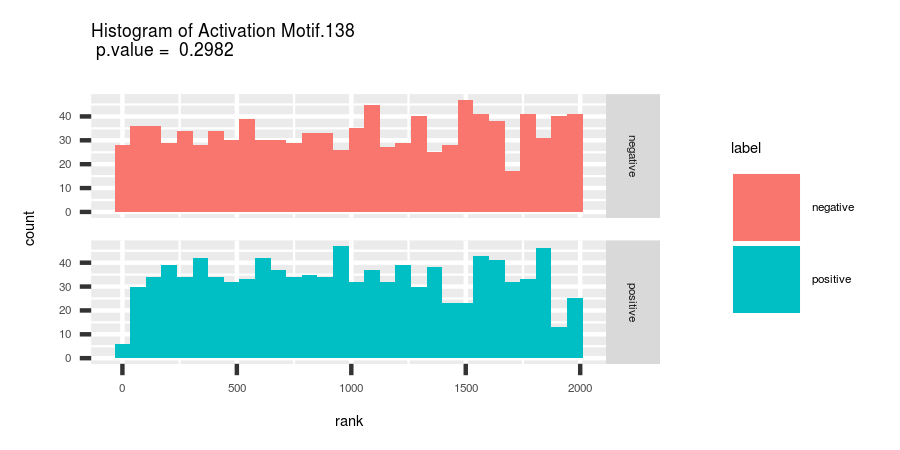 Histogram of Activation Motif.138
p.value =  0.2982
count
40
30
20
10
0
negative
40
30
20
10
0
positive
0
500
1000
1500
2000
rank
label
negative
positive